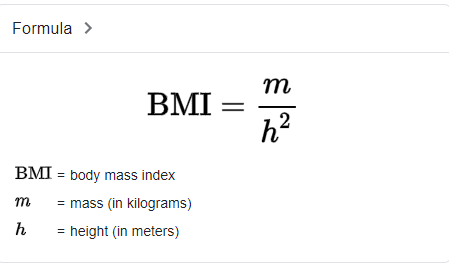 Formula >
BMI = m / h²
BMI = body mass index
m = mass (in kilograms)
h = height (in meters)